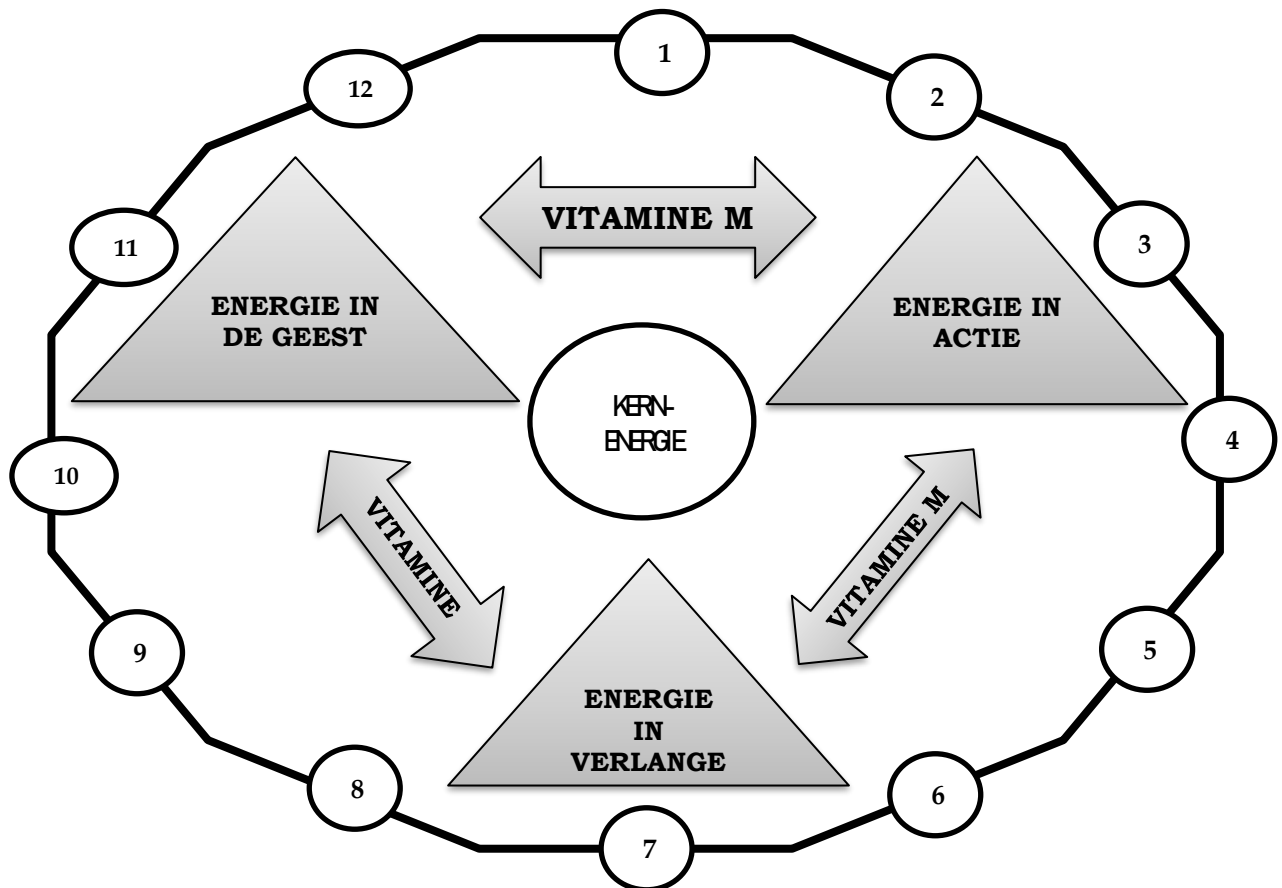 1
12
2
VITAMINE M
11
3
ENERGIE IN
DE GEEST
ENERGIE IN
ACTIE
KERN-
ENERGIE
10
4
VITAMINE
VITAMINE M
9
5
ENERGIE
IN
VERLANGE
8
6
7